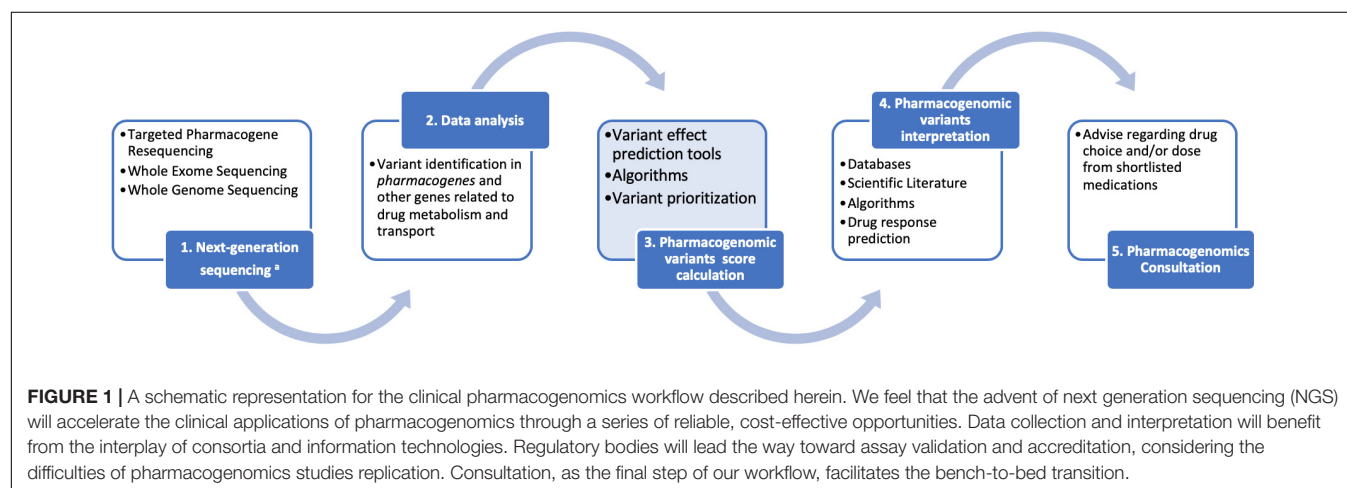 •Targeted Pharmacogene
Resequencing
•Whole Exome Sequencing
•Whole Genome Sequencing
1. Next-generation
sequencing a
2. Data analysis
•Variant identification in
pharmacogenes and
other genes related to
drug metabolism and
transport
•Variant effect
prediction tools
•Algorithms
•Variant prioritization
3. Pharmacogenomic
variants score
calculation
4. Pharmacogenomic
variants
interpretation
•Databases
•Scientific Literature
•Algorithms
•Drug response
prediction
•Advise regarding drug
choice and/or dose
from shortlisted
medications
5. Pharmacogenomics
Consultation
FIGURE 1 | A schematic representation for the clinical pharmacogenomics workflow described herein. We feel that the advent of next generation sequencing (NGS)
will accelerate the clinical applications of pharmacogenomics through a series of reliable, cost-effective opportunities. Data collection and interpretation will benefit
from the interplay of consortia and information technologies. Regulatory bodies will lead the way toward assay validation and accreditation, considering the
difficulties of pharmacogenomics studies replication. Consultation, as the final step of our workflow, facilitates the bench-to-bed transition.